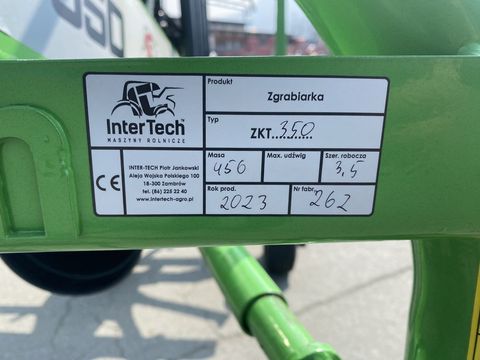 350
InterTech
MASZYNY ROLNICZE
Produkt
Zgrabiarka
Typ
ZKT 350
INTER-TECH Piotr Jankowski
Aleja Wojska Polskiego 100
18-300 Zambrów
tel. (86) 225 22 40
www.intertech-agro.pl
CE
Masa
456
Max. udźwig
Szer. robocza
3,5
Rok prod.
2023
Nr fabr.
262